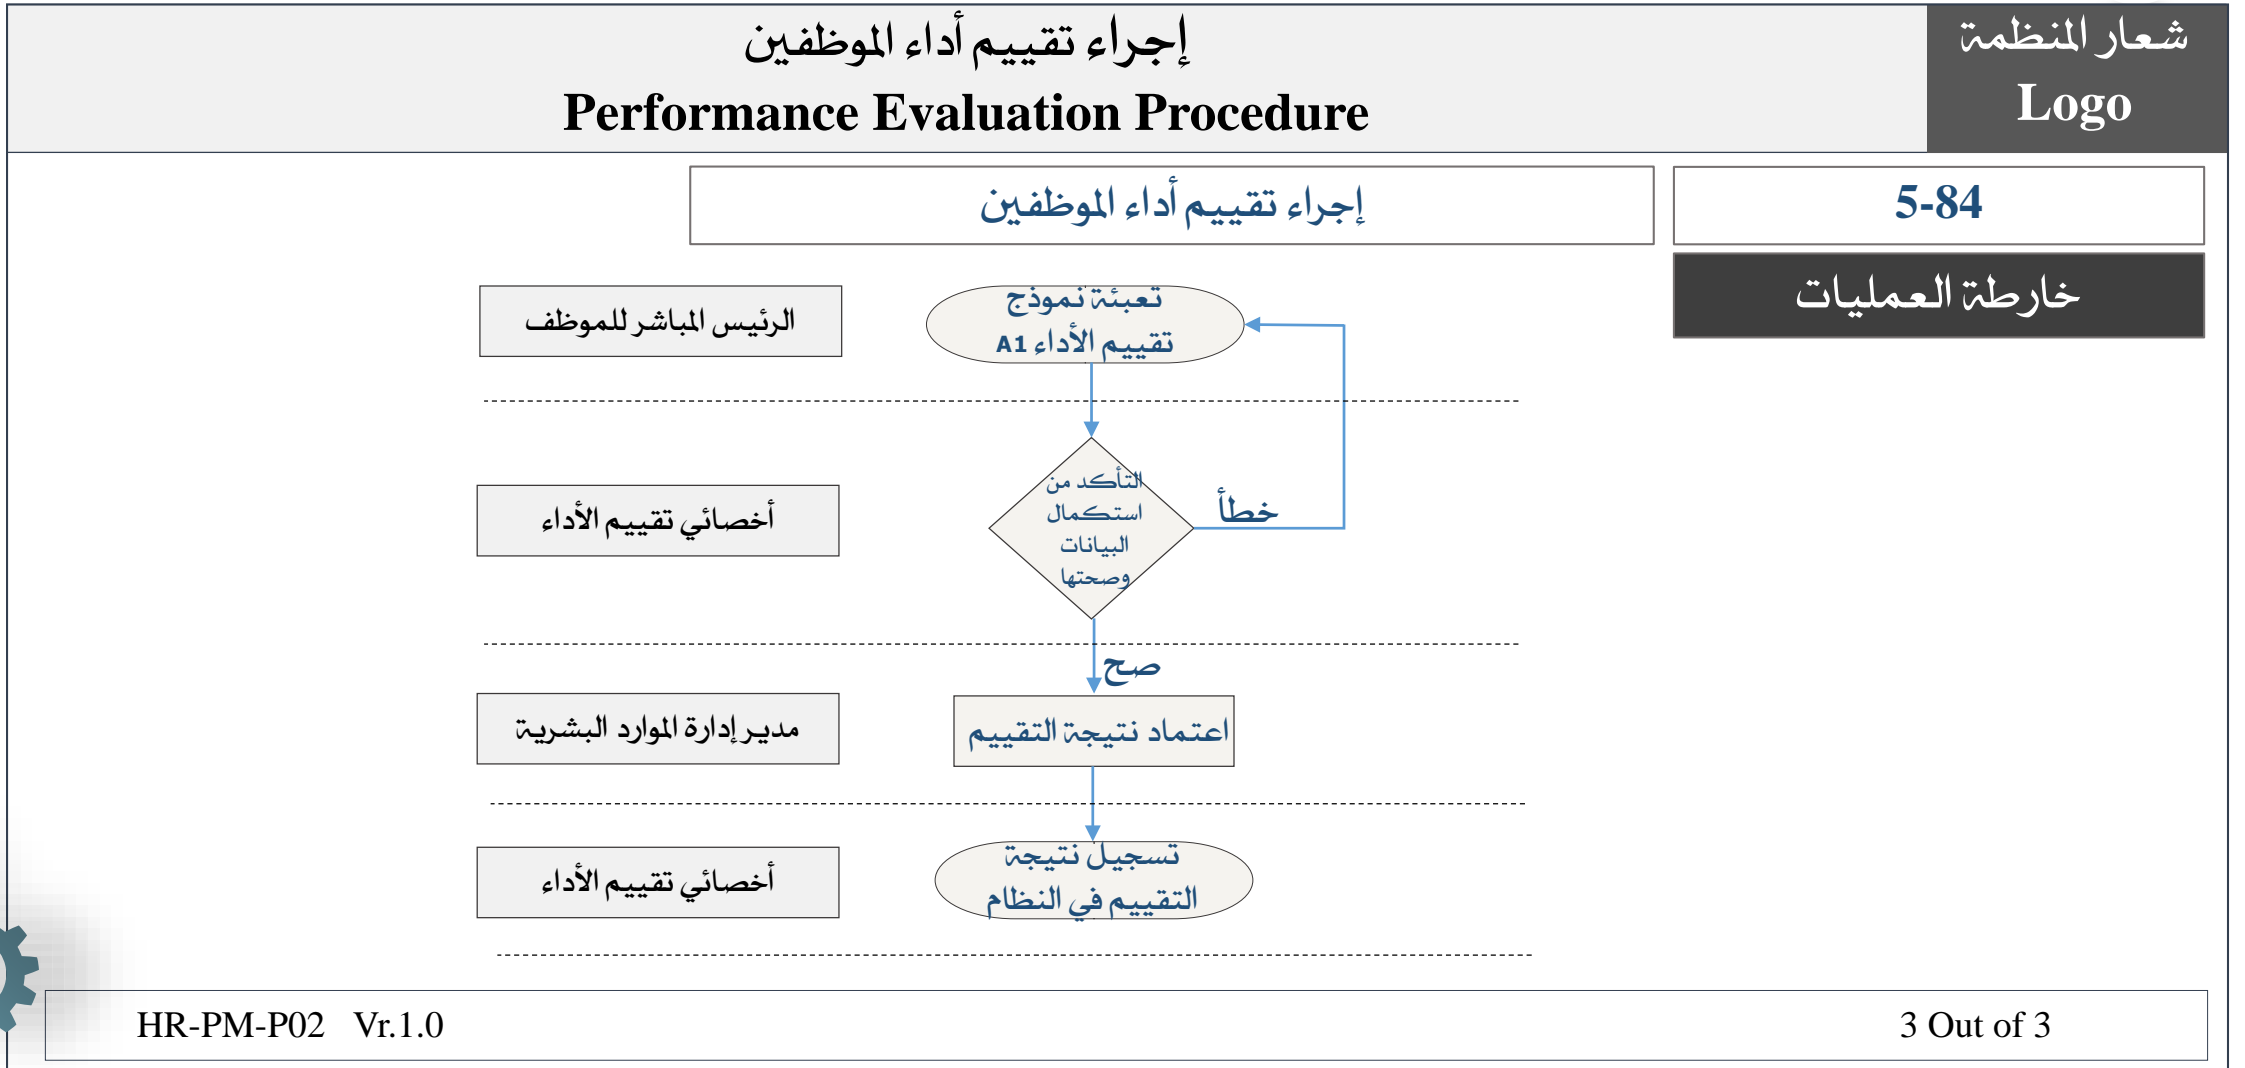 شعار المنظمة
Logo
إجراء تقييم أداء الموظفين
Performance Evaluation Procedure
5-84
إجراء تقييم أداء الموظفين
خارطة العمليات
تعبئة نموذج
تقييم الأداء A1
الرئيس المباشر للموظف
التأكد من
استكمال
البيانات
وصحتها
خطأ
أخصائي تقييم الأداء
صح
اعتماد نتيجة التقييم
مدير إدارة الموارد البشرية
تسجيل نتيجة
التقييم في النظام
أخصائي تقييم الأداء
HR-PM-P02 Vr.1.0
3 Out of 3